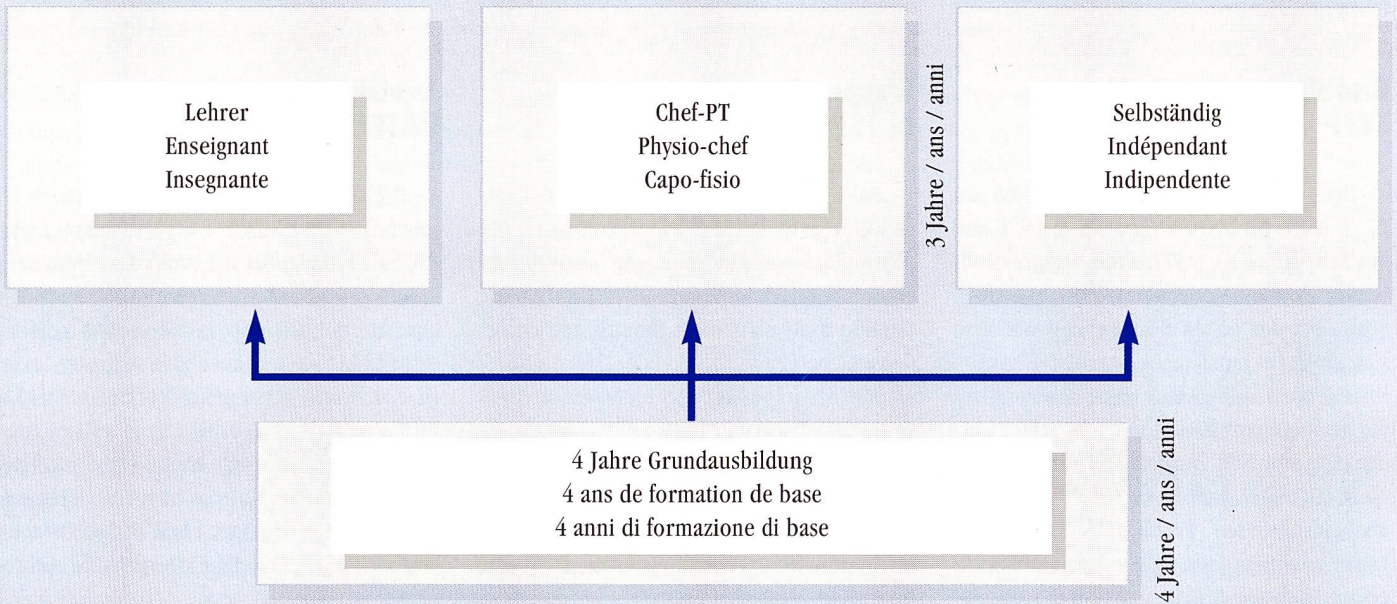 Lehrer
Enseignant
Insegnante
Chef-PT
Physio-chef
Capo-fisio
3 Jahre / ans / anni
Selbständig
Indépendant
Indipendente
4 Jahre Grundausbildung
4 ans de formation de base
4 anni di formazione di base
4 Jahre / ans / anni